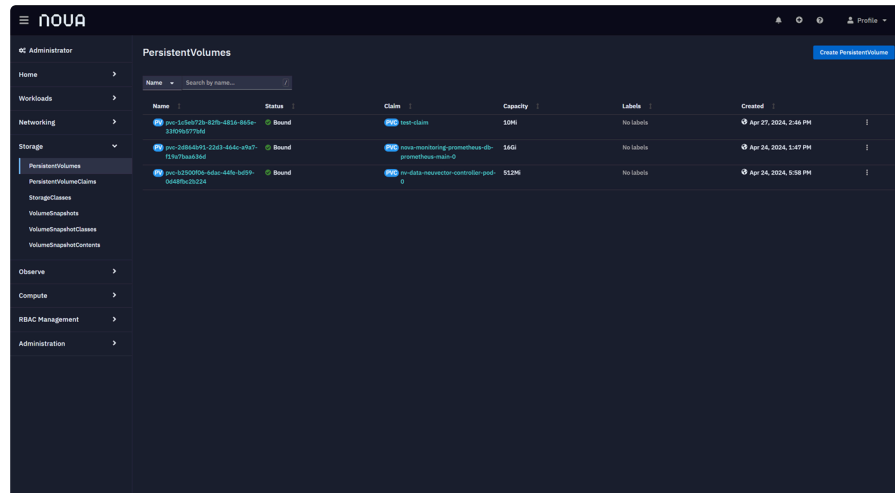 NOVA
Profile
Administrator
Home
Workloads
Networking
Storage
PersistentVolumes
PersistentVolumeClaims
StorageClasses
VolumeSnapshots
VolumeSnapshotClasses
VolumeSnapshotContents
Observe
Compute
RBAC Management
Administration
PersistentVolumes
Create PersistentVolume
Name
Search by name...
/
Name Status Claim Capacity Labels Created
PV pvc-1c5eb72b-82fb-4816-865e- Bound PVC test-claim 10Mi No labels Apr 27, 2024, 2:46 PM
33f09b577bfd
PV pvc-2d864b91-22d3-464c-a9a7- Bound PVC nova-monitoring-prometheus-db- 16Gi No labels Apr 24, 2024, 1:47 PM
f19a7baa636d prometheus-main-0
PV pvc-b2500f06-6dac-44fe-bd59- Bound PVC nv-data-neuvector-controller-pod- 512Mi No labels Apr 24, 2024, 5:58 PM
0d48fbc2b224 0